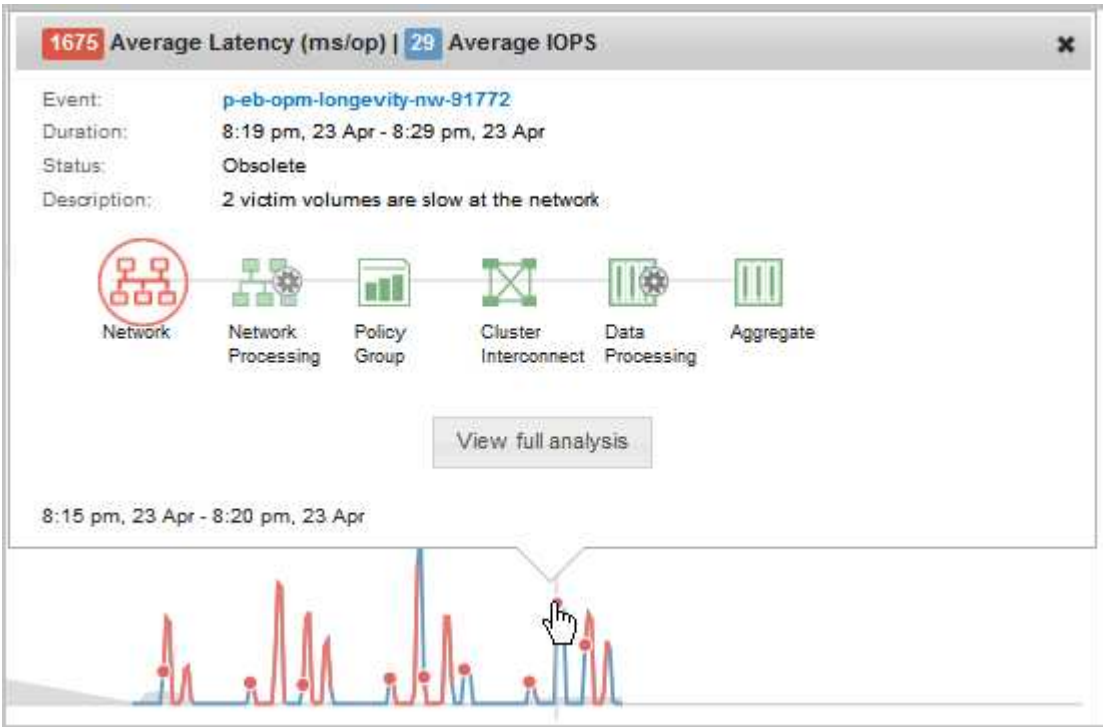 1675 Average Latency (ms/op) | 29 Average IOPS
Event: p-eb-opm-longevity-nw-91772
Duration: 8:19 pm, 23 Apr - 8:29 pm, 23 Apr
Status: Obsolete
Description: 2 victim volumes are slow at the network
Network Network Policy Cluster Data Aggregate
Processing Group Interconnect Processing
View full analysis
8:15 pm, 23 Apr - 8:20 pm, 23 Apr